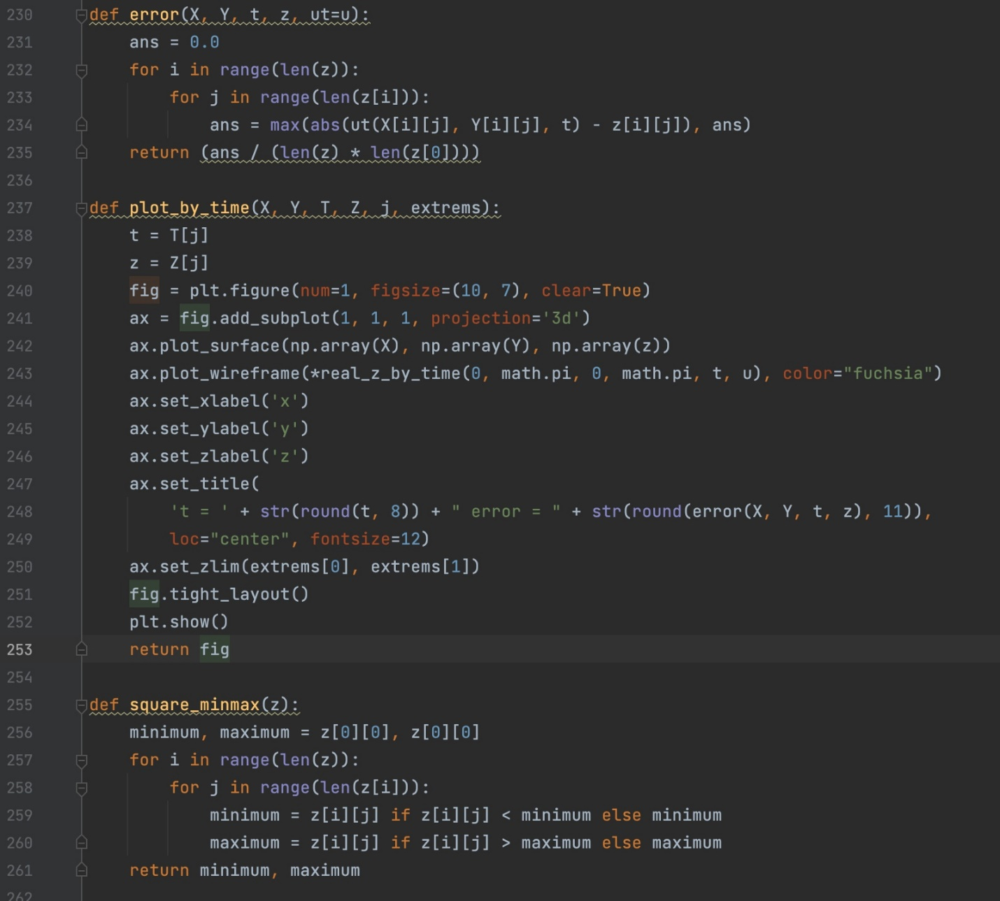 230 def error(X, Y, t, z, ut=u):
231     ans = 0.0
232     for i in range(len(z)):
233         for j in range(len(z[i])):
234             ans = max(abs(ut(X[i][j], Y[i][j], t) - z[i][j]), ans)
235     return (ans / (len(z) * len(z[0])))
236
237 def plot_by_time(X, Y, T, Z, j, extrems):
238     t = T[j]
239     z = Z[j]
240     fig = plt.figure(num=1, figsize=(10, 7), clear=True)
241     ax = fig.add_subplot(1, 1, 1, projection='3d')
242     ax.plot_surface(np.array(X), np.array(Y), np.array(z))
243     ax.plot_wireframe(*real_z_by_time(0, math.pi, 0, math.pi, t, u), color="fuchsia")
244     ax.set_xlabel('x')
245     ax.set_ylabel('y')
246     ax.set_zlabel('z')
247     ax.set_title(
248         't = ' + str(round(t, 8)) + " error = " + str(round(error(X, Y, t, z), 11)),
249         loc="center", fontsize=12)
250     ax.set_zlim(extrems[0], extrems[1])
251     fig.tight_layout()
252     plt.show()
253     return fig
254
255 def square_minmax(z):
256     minimum, maximum = z[0][0], z[0][0]
257     for i in range(len(z)):
258         for j in range(len(z[i])):
259             minimum = z[i][j] if z[i][j] < minimum else minimum
260             maximum = z[i][j] if z[i][j] > maximum else maximum
261     return minimum, maximum
262